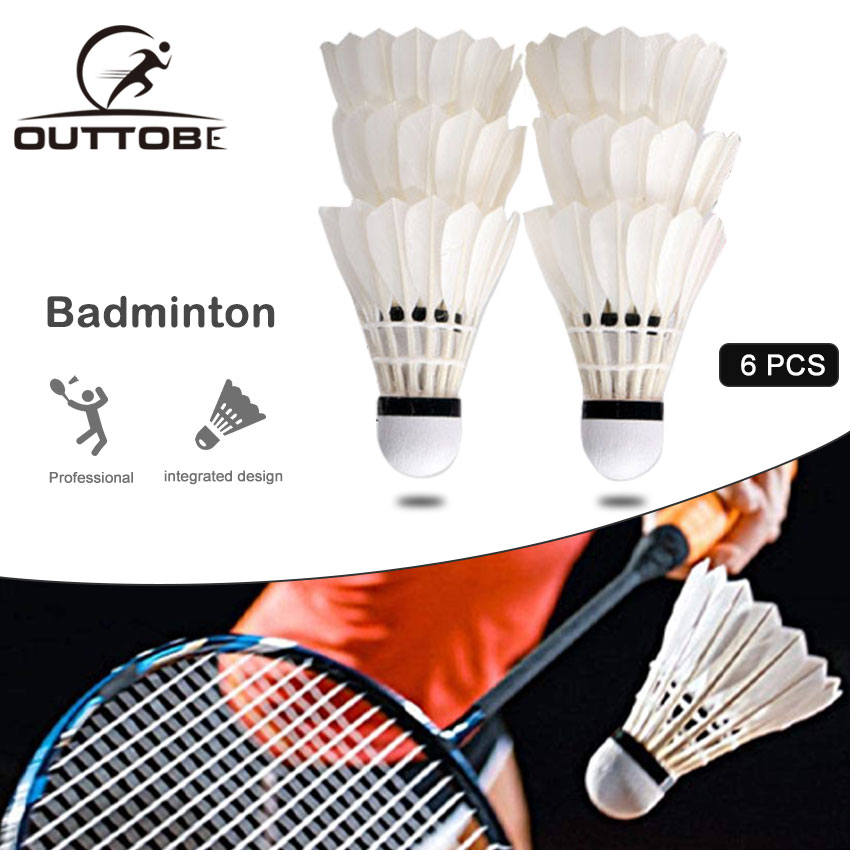 OUTTOBE
Badminton
6 PCS
Professional
integrated design